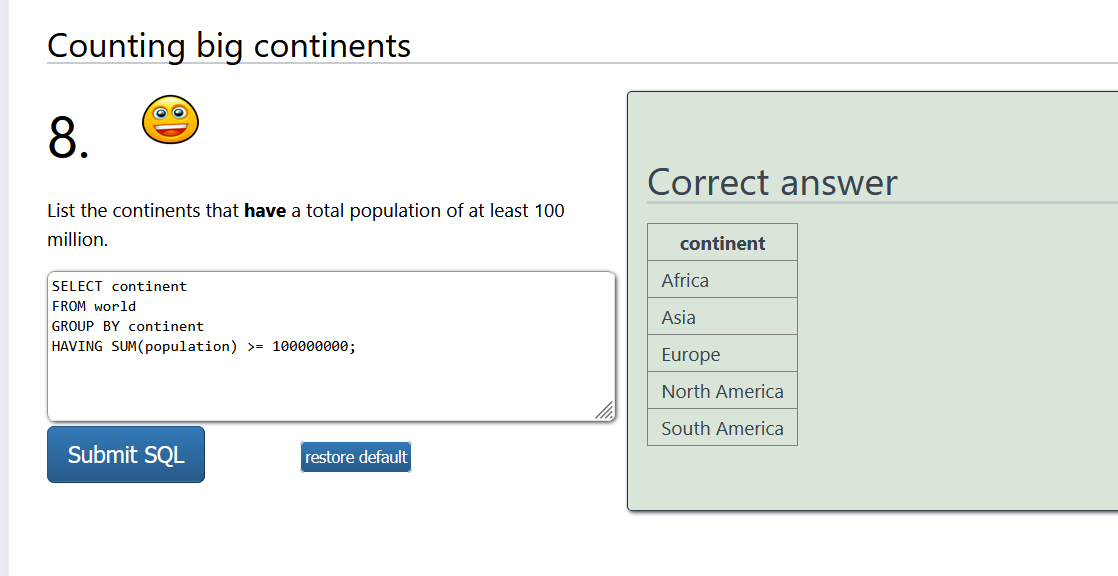 Counting big continents
8.
List the continents that have a total population of at least 100
million.
SELECT continent
FROM world
GROUP BY continent
HAVING SUM(population) >= 100000000;
Submit SQL
restore default
Correct answer
continent
Africa
Asia
Europe
North America
South America